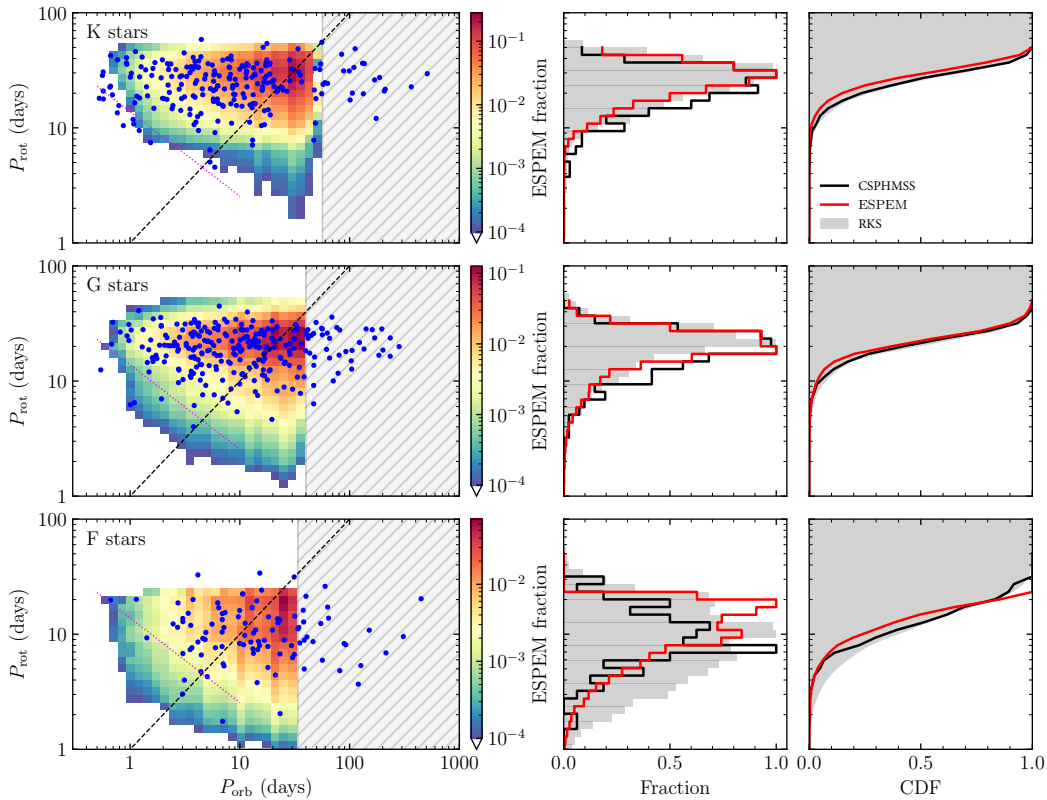 100
10
1
P_rot (days)
K stars
10^−1
10^−2
10^−3
10^−4
ESPEM fraction
CSPHMSS
ESPEM
RKS
100
10
1
P_rot (days)
G stars
10^−1
10^−2
10^−3
10^−4
ESPEM fraction
100
10
1
P_rot (days)
F stars
10^−2
10^−3
10^−4
ESPEM fraction
1 10 100 1000
P_orb (days)
0.0 0.5 1.0
Fraction
0.0 0.5 1.0
CDF